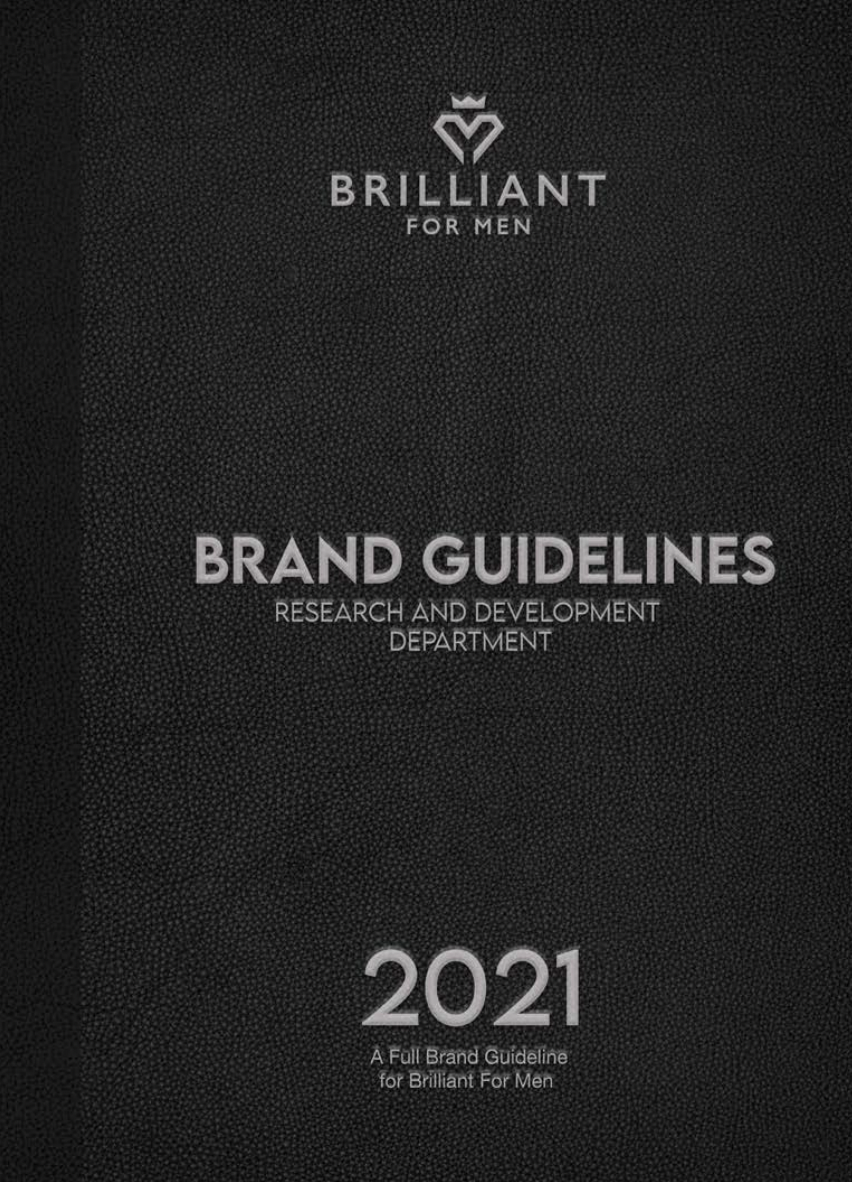 BRILLIANT
FOR MEN
BRAND GUIDELINES
RESEARCH AND DEVELOPMENT
DEPARTMENT
2021
A Full Brand Guideline
for Brilliant For Men